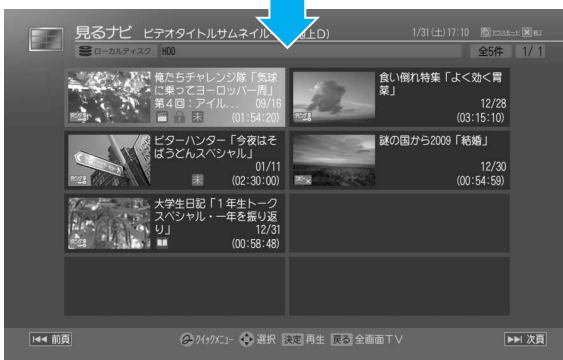 見るナビ ビデオタイトルサムネイル 上D) 1/31(土)17:10
ローカルディスク HDD 全5件 1/ 1
俺たちチャレンジ隊「気球
に乗ってヨーロッパ一周」
第4回：アイル... 09/16
未 (01:54:20)
食い倒れ特集「よく効く胃
薬」
12/28
(03:15:10)
ビターハンター「今夜はそ
ばうどんスペシャル」
01/11
未 (02:30:00)
謎の国から2009「結婚」
12/30
(00:54:59)
大学生日記「1年生トーク
スペシャル・一年を振り返
り」 12/31
(00:58:48)
前頁 クイックメニュー 選択 決定 再生 戻る 全画面TV 次頁